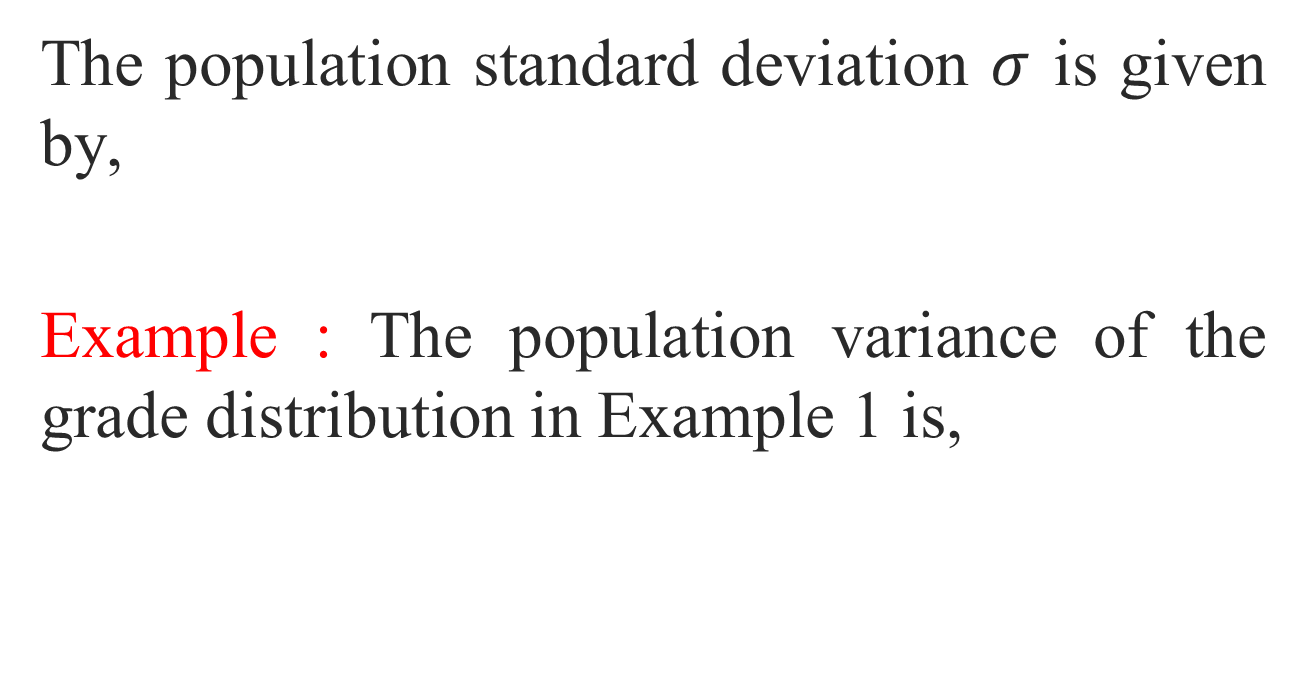 The population standard deviation σ is given
by,
Example : The population variance of the
grade distribution in Example 1 is,